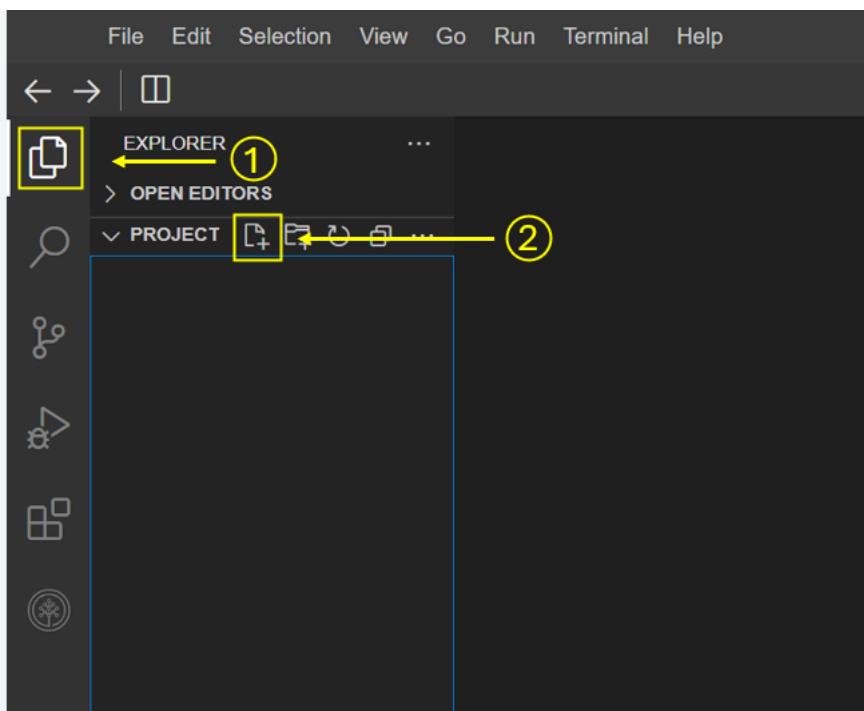 File Edit Selection View Go Run Terminal Help
EXPLORER ...
1
OPEN EDITORS
PROJECT ...
2